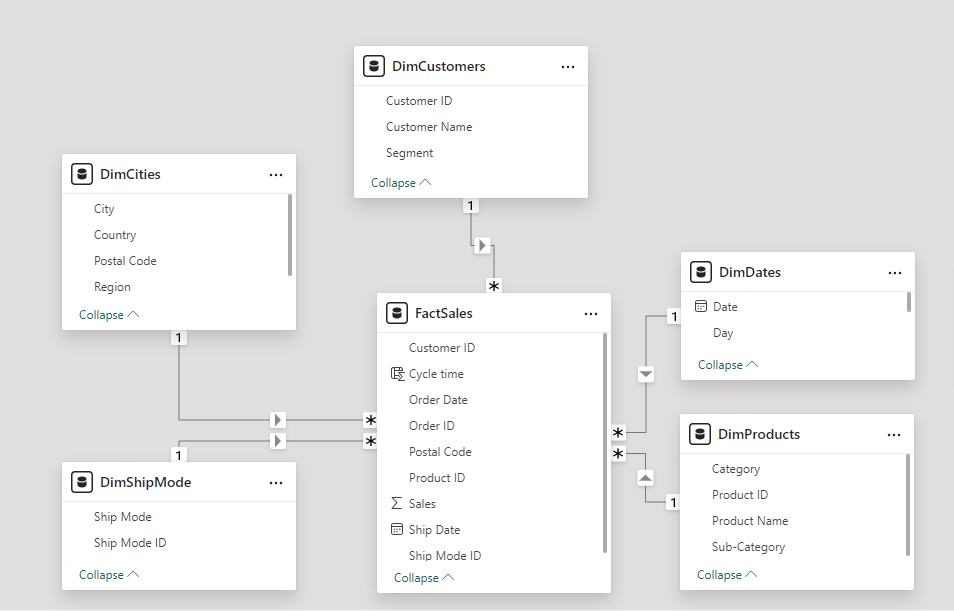 DimCustomers
Customer ID
Customer Name
Segment
Collapse
1
DimCities
City
Country
Postal Code
Region
Collapse
1
*
DimDates
Date
Day
Collapse
1
FactSales
Customer ID
Cycle time
Order Date
Order ID
Postal Code
Product ID
Σ Sales
Ship Date
Ship Mode ID
Collapse
*
*
*
*
DimProducts
Category
Product ID
Product Name
Sub-Category
Collapse
1
DimShipMode
Ship Mode
Ship Mode ID
Collapse
1